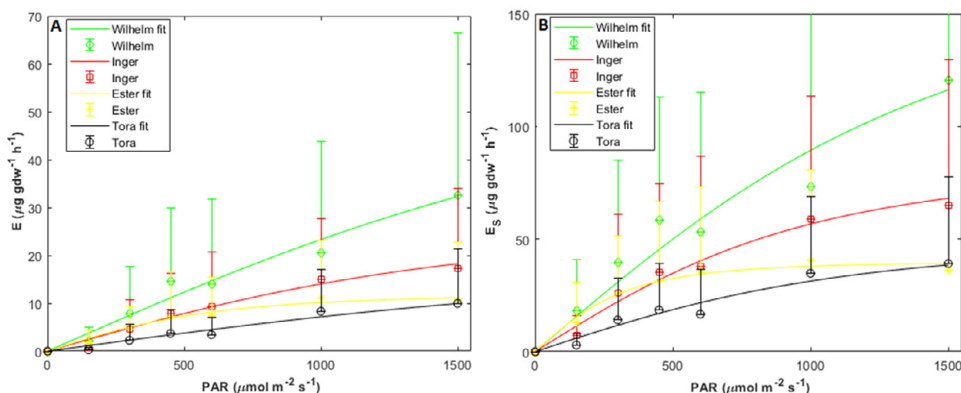 A
70
60
50
40
30
20
10
0
E (μg gdw⁻¹ h⁻¹)
Wilhelm fit
Wilhelm
Inger
Inger
Ester fit
Ester
Tora fit
Tora
0 500 1000 1500
PAR (μmol m⁻² s⁻¹)
B
150
100
50
0
E_S (μg gdw⁻¹ h⁻¹)
Wilhelm fit
Wilhelm
Inger
Inger
Ester fit
Ester
Tora fit
Tora
0 500 1000 1500
PAR (μmol m⁻² s⁻¹)